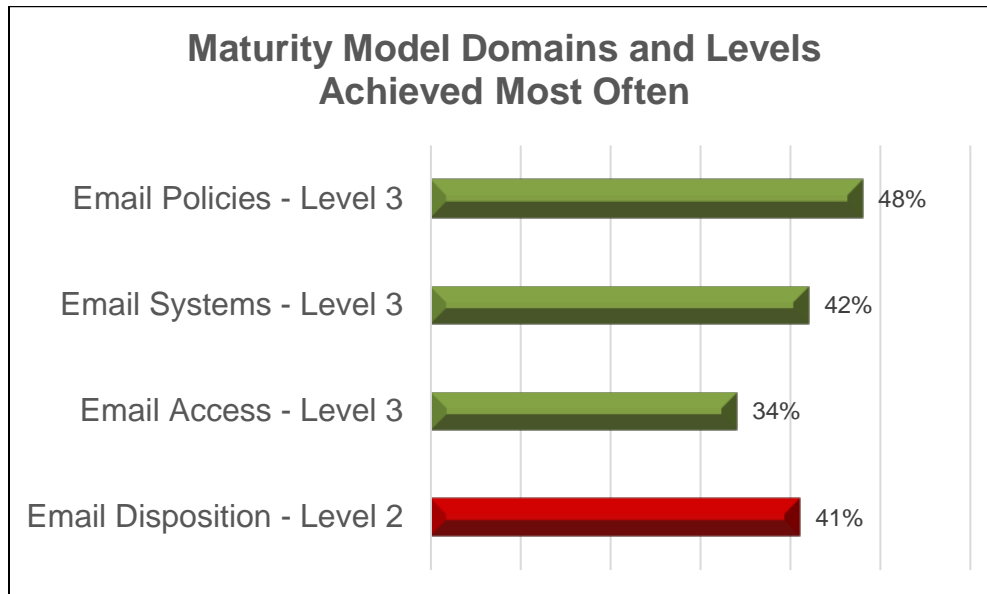 Maturity Model Domains and Levels
Achieved Most Often
Email Policies - Level 3
48%
Email Systems - Level 3
42%
Email Access - Level 3
34%
Email Disposition - Level 2
41%